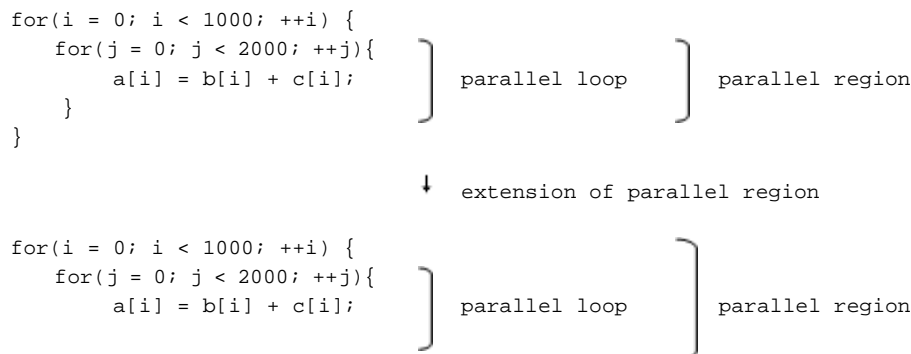 for(i = 0; i < 1000; ++i) {
for(j = 0; j < 2000; ++j){
a[i] = b[i] + c[i]; parallel loop parallel region
}
}
extension of parallel region
for(i = 0; i < 1000; ++i) {
for(j = 0; j < 2000; ++j){
a[i] = b[i] + c[i]; parallel loop parallel region